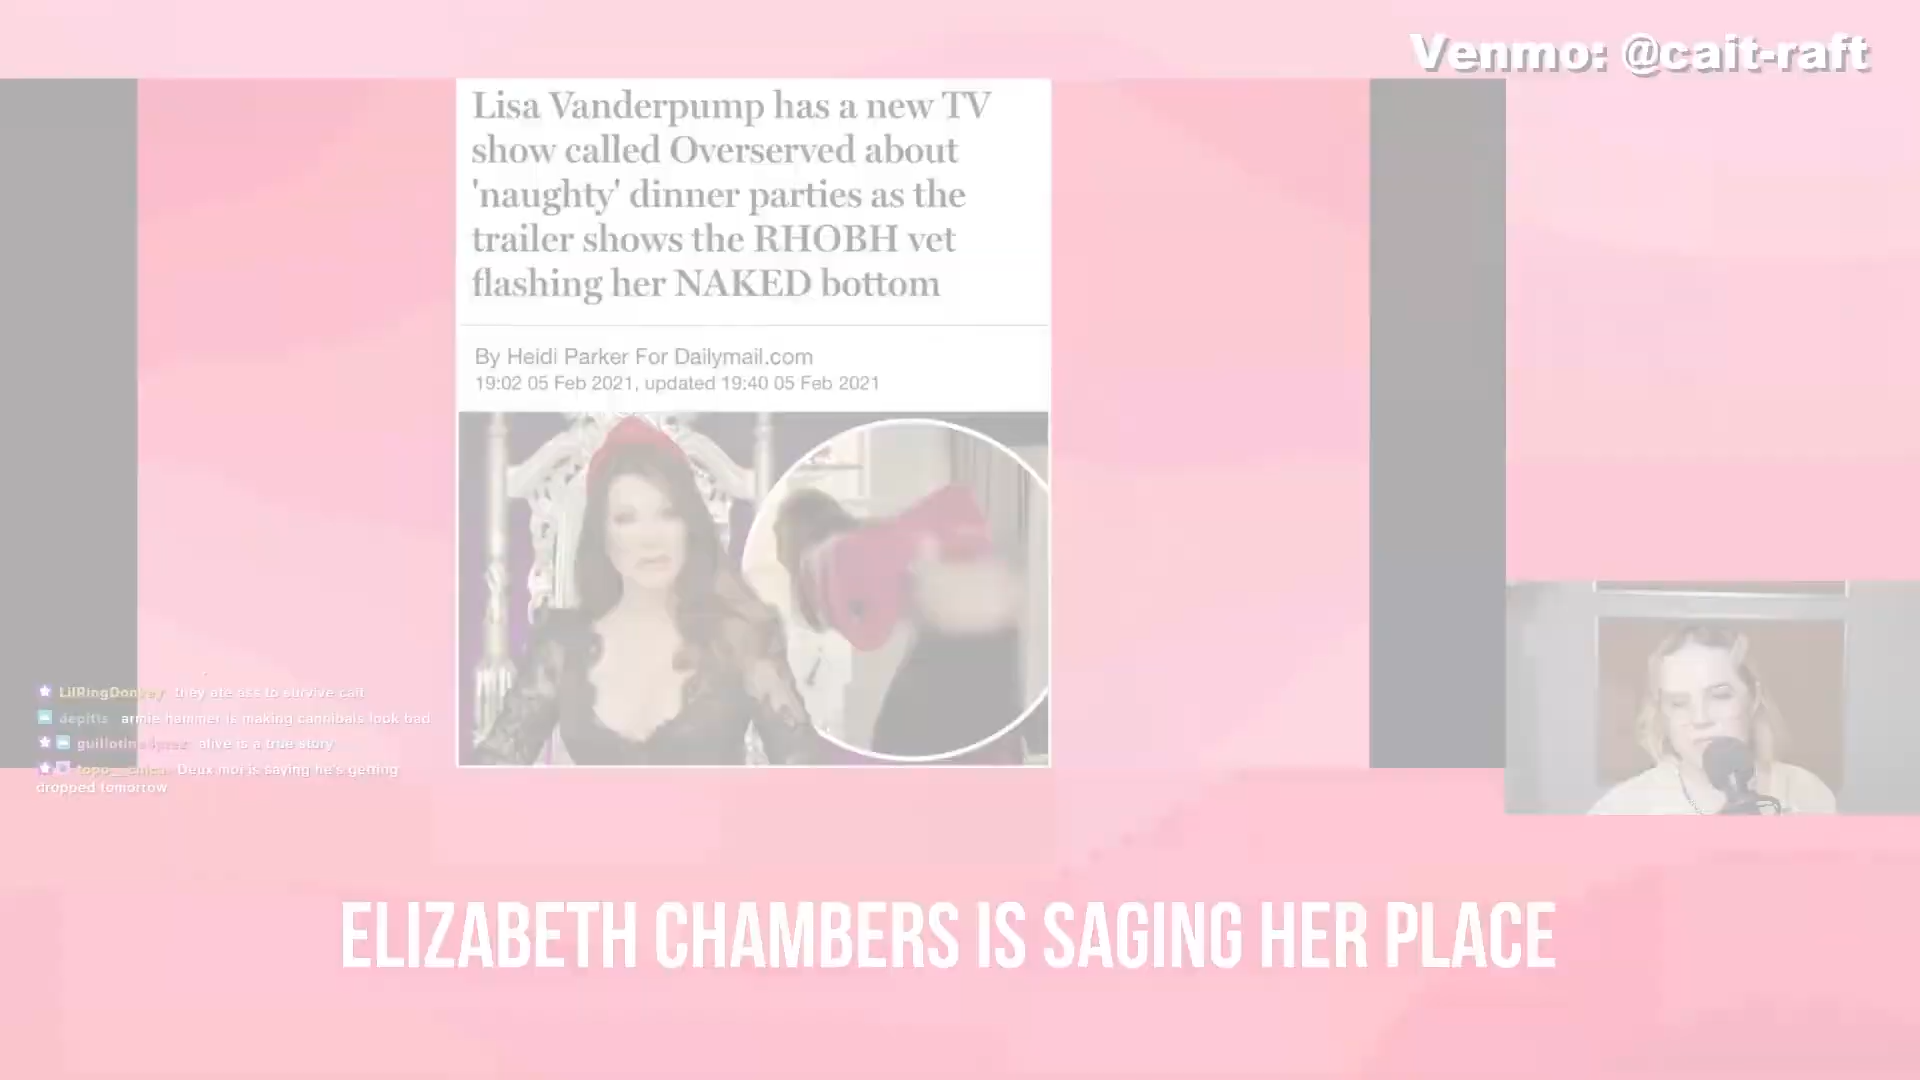 Venmo: @cait-raft
Lisa Vanderpump has a new TV
show called Overserved about
'naughty' dinner parties as the
trailer shows the RHOBH vet
flashing her NAKED bottom
By Heidi Parker For Dailymail.com
19:02 05 Feb 2021, updated 19:40 05 Feb 2021
LilRingDonkey they ate ass to survive cait
depitis armie hammer is making cannibals look bad
alive is a true story
Deux moi is saying he's getting
dropped tomorrow
ELIZABETH CHAMBERS IS SAGING HER PLACE